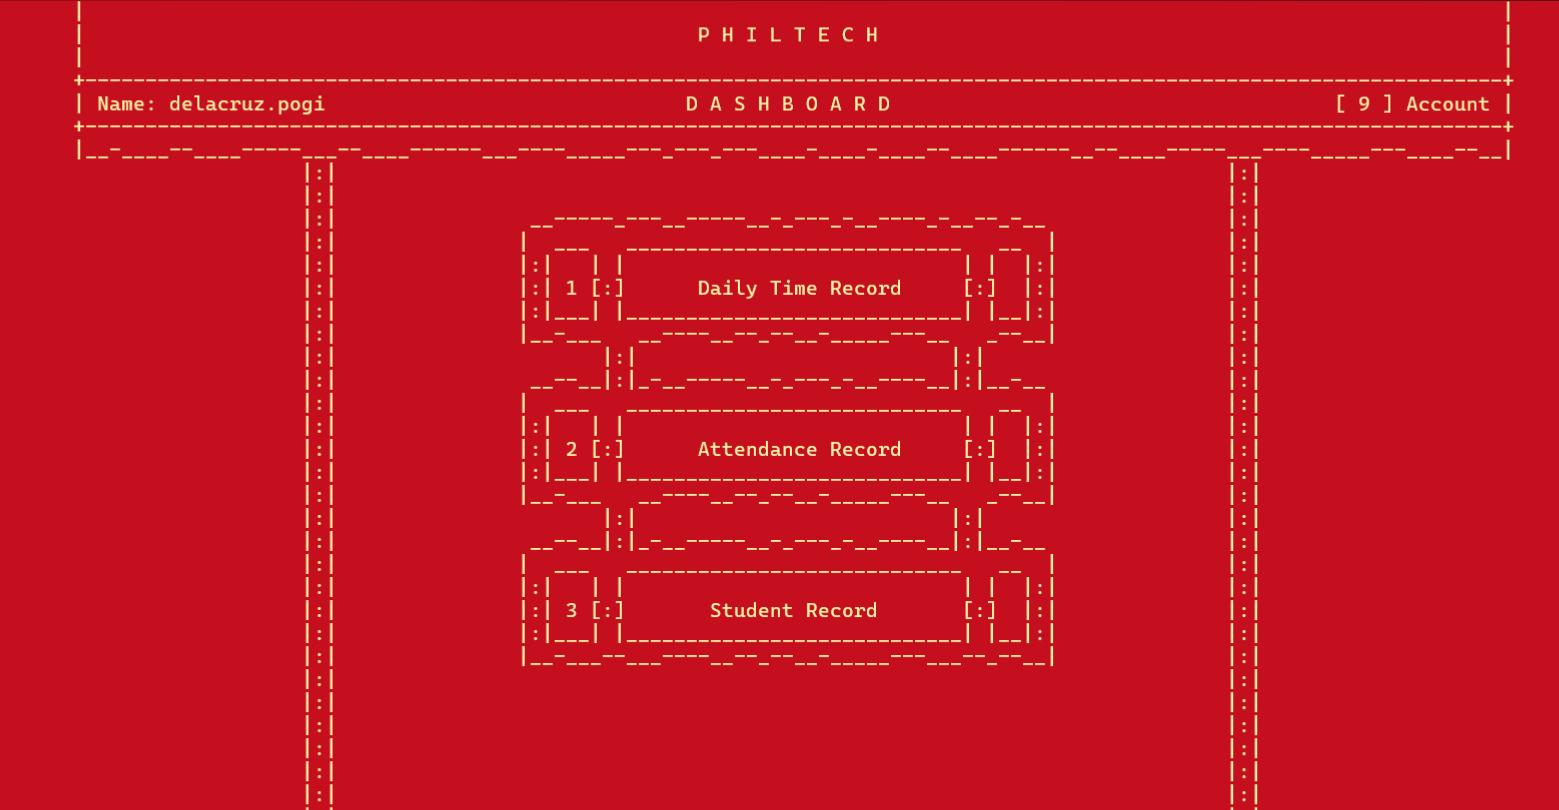 P H I L T E C H
Name: delacruz.pogi D A S H B O A R D [ 9 ] Account
1 [:] Daily Time Record [:]
2 [:] Attendance Record [:]
3 [:] Student Record [:]